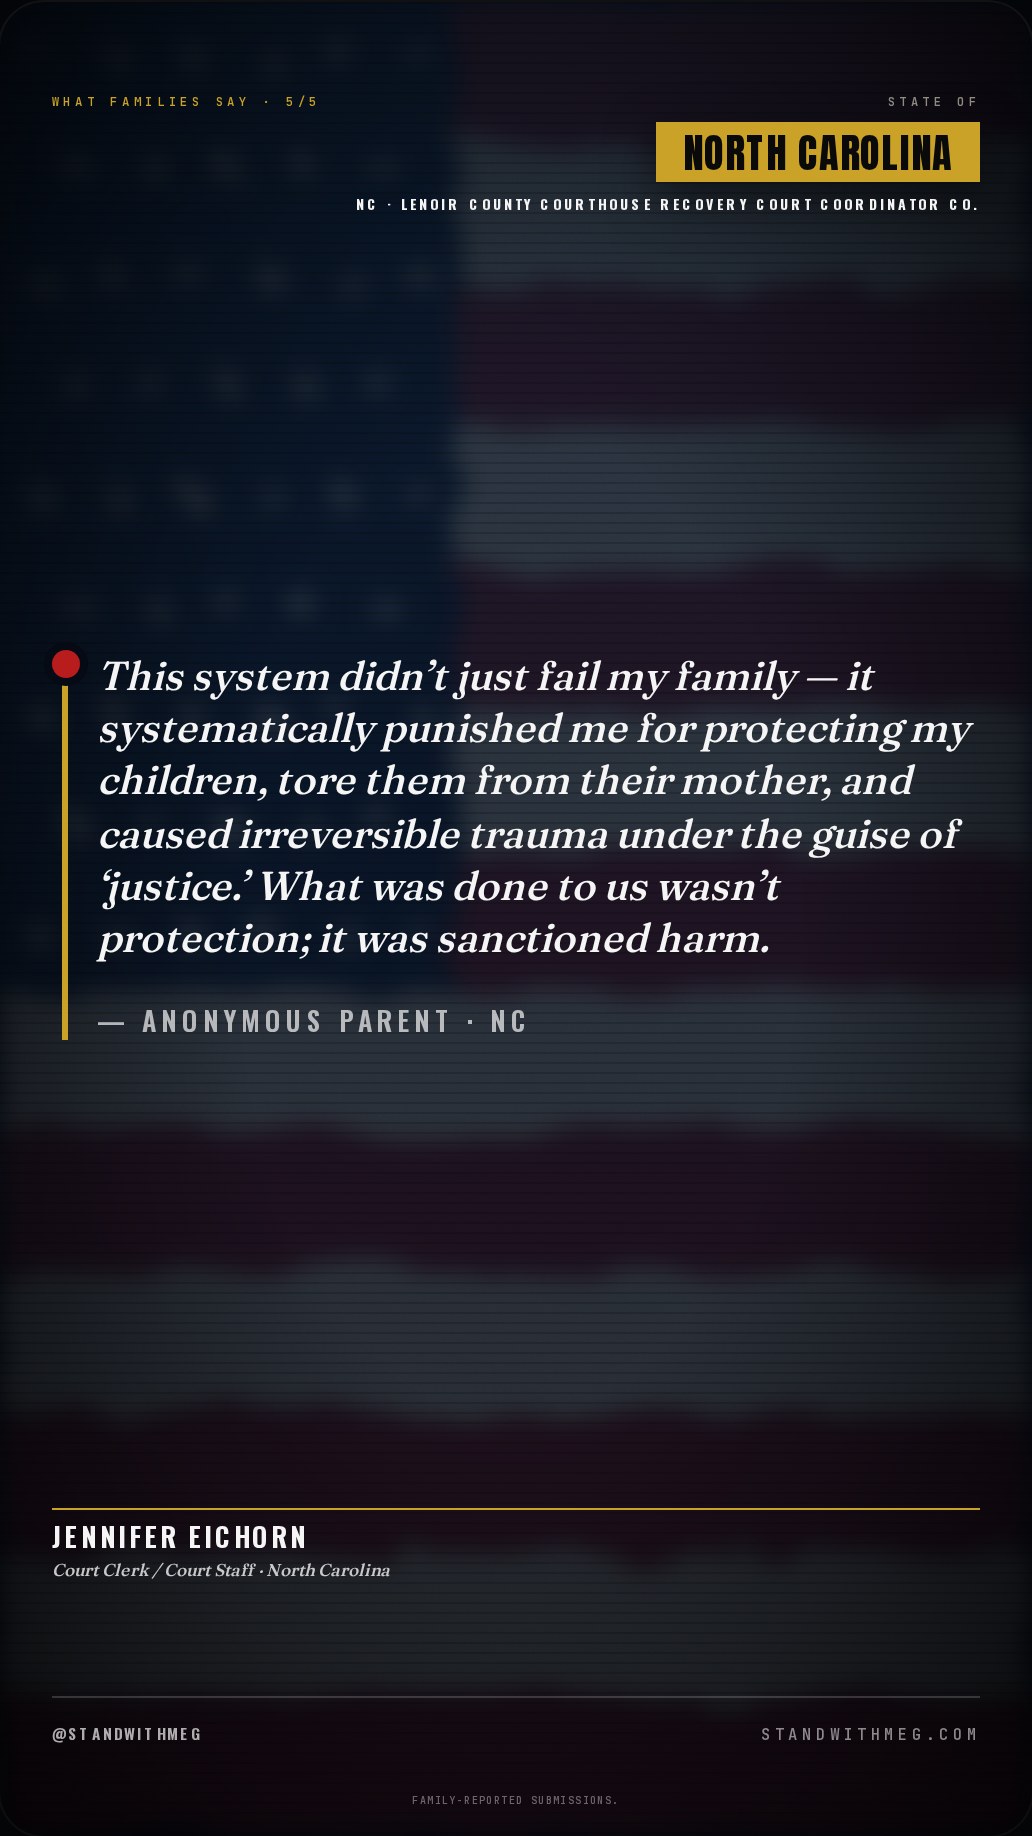 WHAT FAMILIES SAY · 5/5
STATE OF
NORTH CAROLINA
NC · LENOIR COUNTY COURTHOUSE RECOVERY COURT COORDINATOR CO.
This system didn’t just fail my family — it
systematically punished me for protecting my
children, tore them from their mother, and
caused irreversible trauma under the guise of
‘justice.’ What was done to us wasn’t
protection; it was sanctioned harm.
— ANONYMOUS PARENT · NC
JENNIFER EICHORN
Court Clerk / Court Staff · North Carolina
@STANDWITHMEG
STANDWITHMEG.COM
FAMILY-REPORTED SUBMISSIONS.